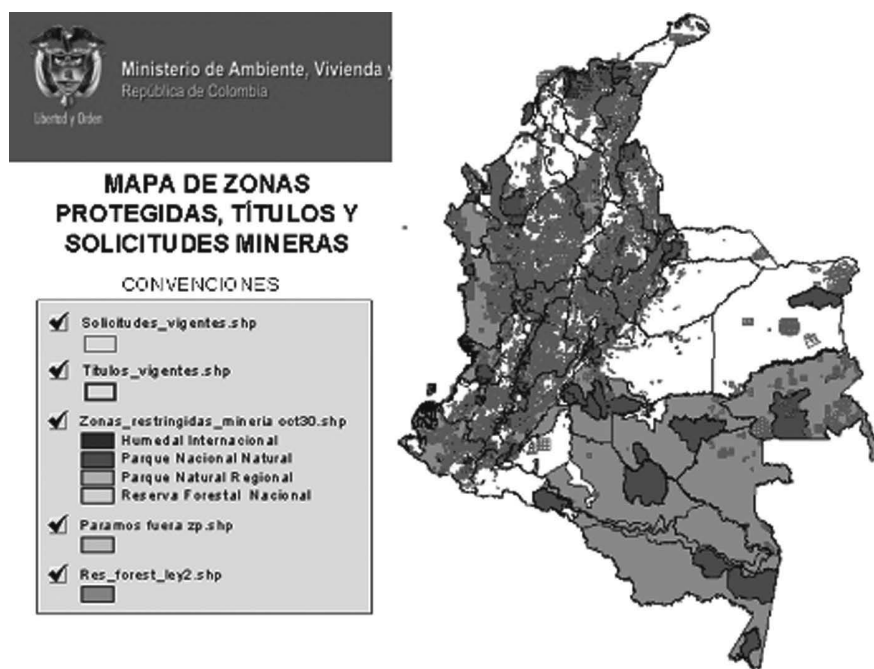 Ministerio de Ambiente, Vivienda y
República de Colombia
Libertad y Orden
MAPA DE ZONAS
PROTEGIDAS, TÍTULOS Y
SOLICITUDES MINERAS
CONVENCIONES
Solicitudes_vigentes.shp
Títulos_vigentes.shp
Zonas_restringidas_mineria oct30.shp
Humedal Internacional
Parque Nacional Natural
Parque Natural Regional
Reserva Forestal Nacional
Paramos fuera zp.shp
Res_forest_ley2.shp